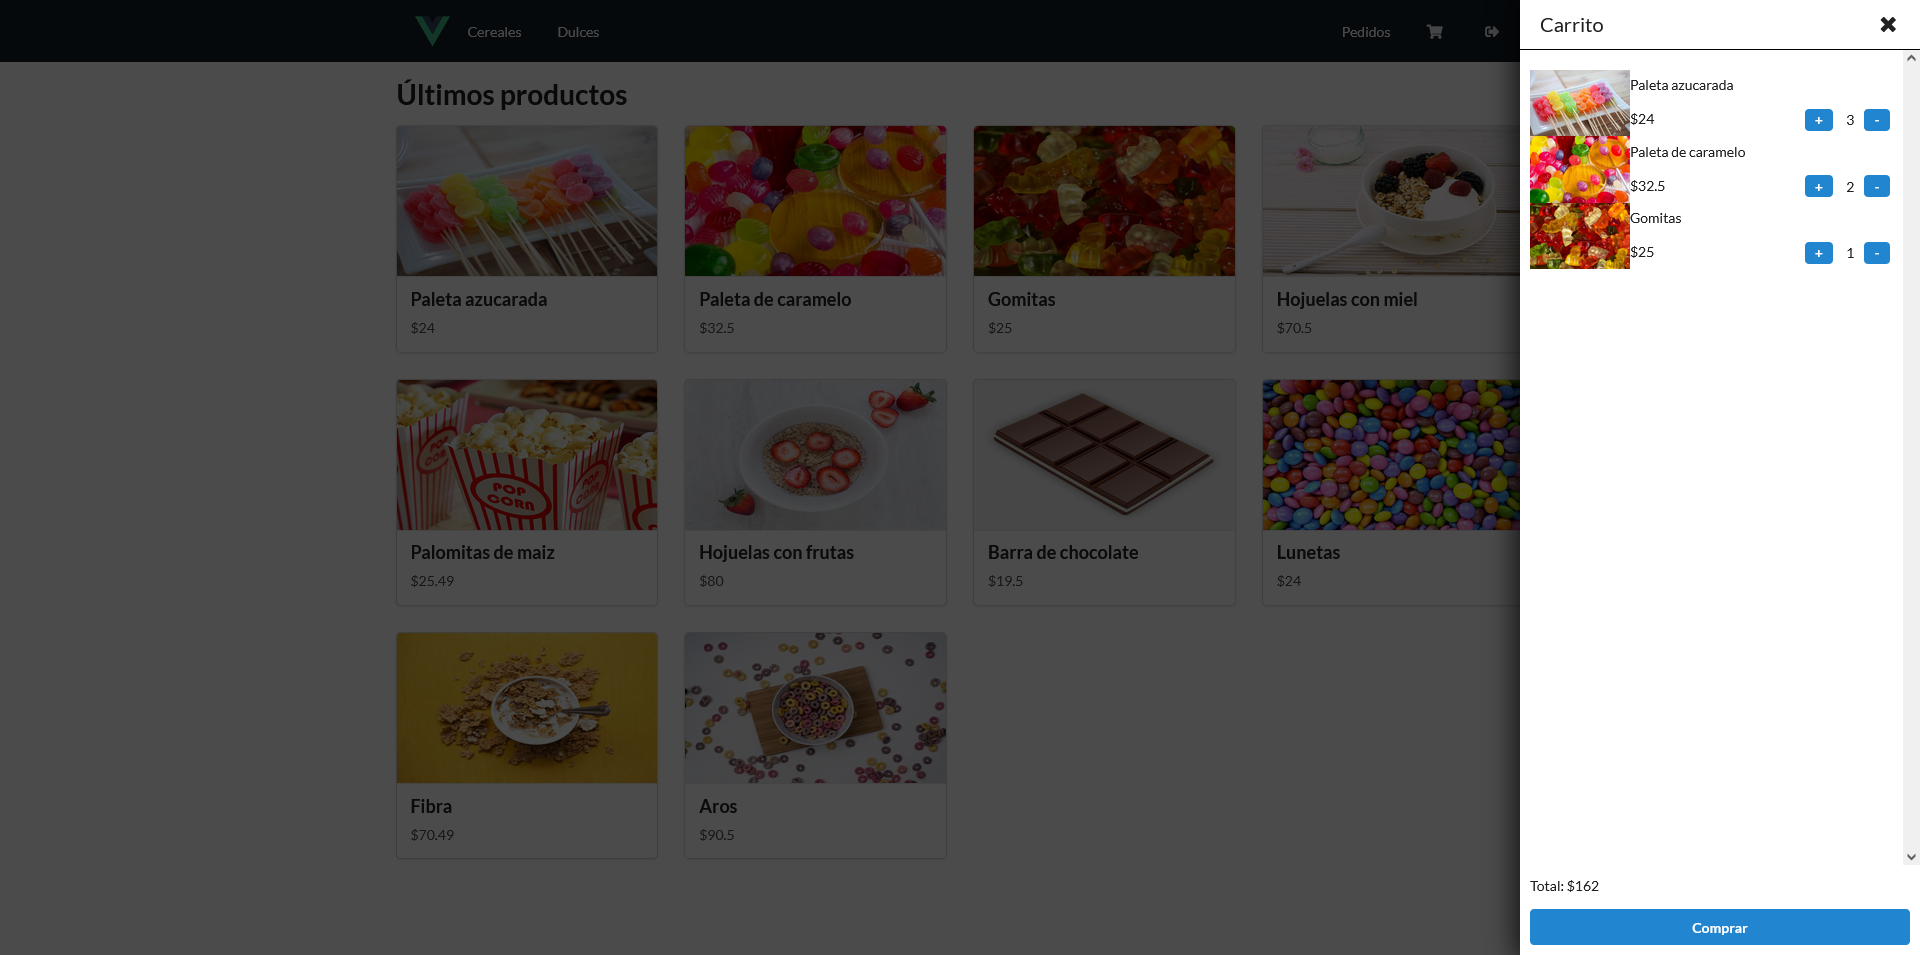 Cereales Dulces Pedidos
Últimos productos
Paleta azucarada
$24
Paleta de caramelo
$32.5
Gomitas
$25
Hojuelas con miel
$70.5
POP CORN
POP CORN
Palomitas de maiz
$25.49
Hojuelas con frutas
$80
Barra de chocolate
$19.5
Lunetas
$24
Fibra
$70.49
Aros
$90.5
Carrito
Paleta azucarada
$24 + 3 -
Paleta de caramelo
$32.5 + 2 -
Gomitas
$25 + 1 -
Total: $162
Comprar